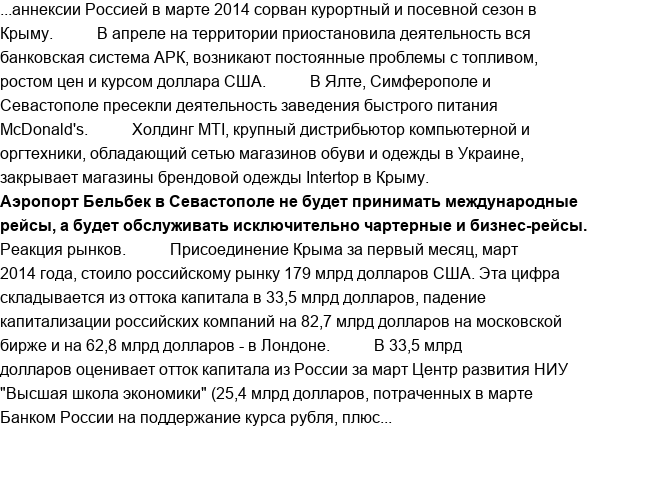 ...аннексии Россией в марте 2014 сорван курортный и посевной сезон в
Крыму. В апреле на территории приостановила деятельность вся
банковская система АРК, возникают постоянные проблемы с топливом,
ростом цен и курсом доллара США. В Ялте, Симферополе и
Севастополе пресекли деятельность заведения быстрого питания
McDonald's. Холдинг MTI, крупный дистрибьютор компьютерной и
оргтехники, обладающий сетью магазинов обуви и одежды в Украине,
закрывает магазины брендовой одежды Intertop в Крыму.
Аэропорт Бельбек в Севастополе не будет принимать международные
рейсы, а будет обслуживать исключительно чартерные и бизнес-рейсы.
Реакция рынков. Присоединение Крыма за первый месяц, март
2014 года, стоило российскому рынку 179 млрд долларов США. Эта цифра
складывается из оттока капитала в 33,5 млрд долларов, падение
капитализации российских компаний на 82,7 млрд долларов на московской
бирже и на 62,8 млрд долларов - в Лондоне. В 33,5 млрд
долларов оценивает отток капитала из России за март Центр развития НИУ
"Высшая школа экономики" (25,4 млрд долларов, потраченных в марте
Банком России на поддержание курса рубля, плюс...